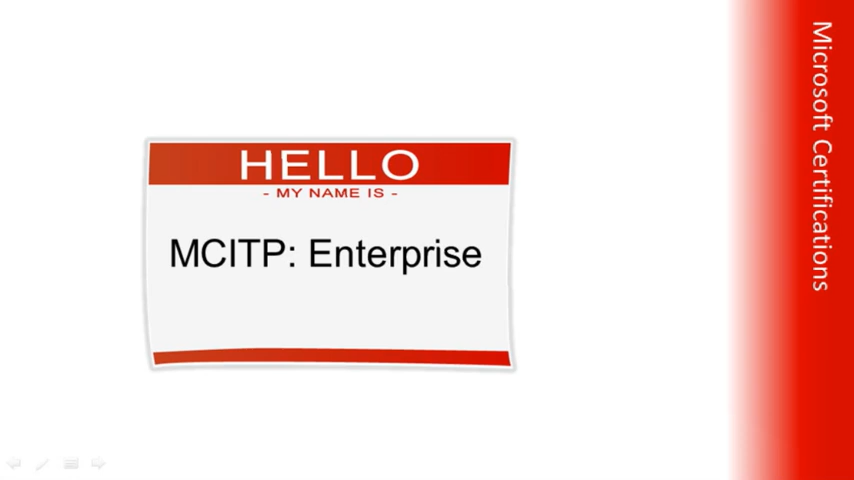 HELLO
- MY NAME IS -
MCITP: Enterprise
Microsoft Certifications